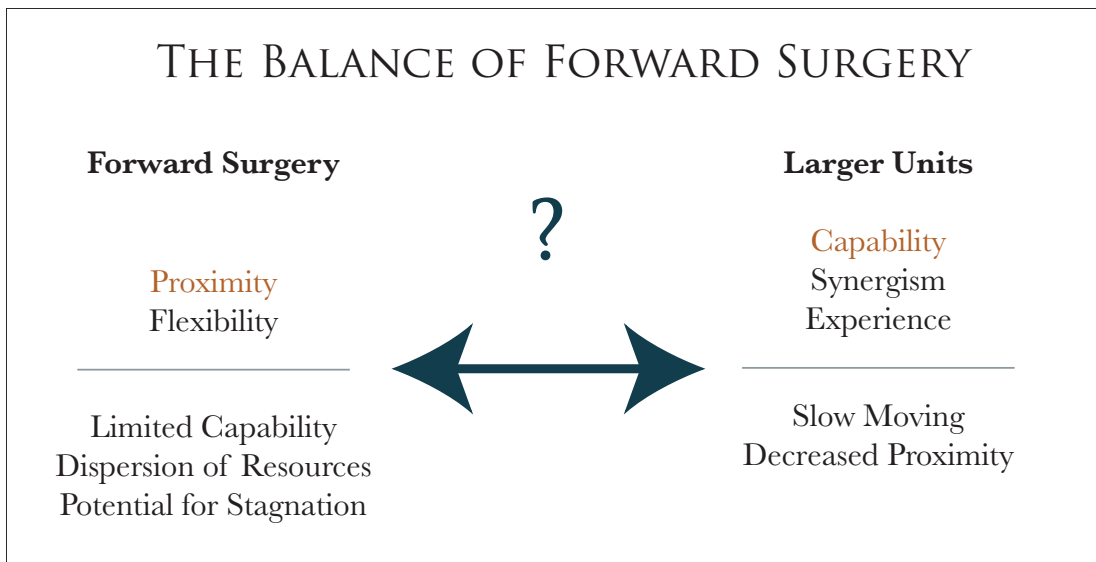 The Balance of Forward Surgery
Forward Surgery
Proximity
Flexibility
Limited Capability
Dispersion of Resources
Potential for Stagnation
?
Larger Units
Capability
Synergism
Experience
Slow Moving
Decreased Proximity